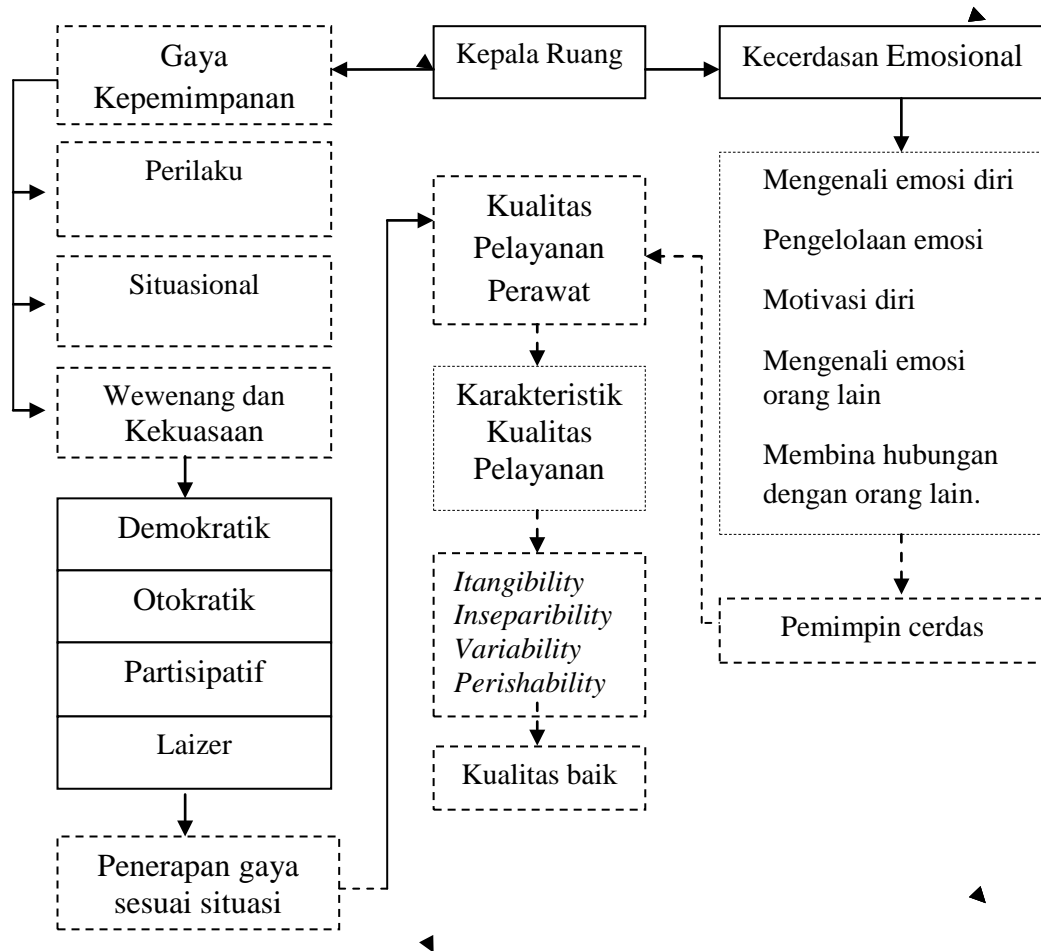 Gaya
Kepemimpanan
Kepala Ruang
Kecerdasan Emosional
Perilaku
Situasional
Wewenang dan
Kekuasaan
Demokratik
Otokratik
Partisipatif
Laizer
Penerapan gaya
sesuai situasi
Kualitas
Pelayanan
Perawat
Karakteristik
Kualitas
Pelayanan
Itangibility
Inseparibility
Variability
Perishability
Kualitas baik
Mengenali emosi diri
Pengelolaan emosi
Motivasi diri
Mengenali emosi
orang lain
Membina hubungan
dengan orang lain.
Pemimpin cerdas